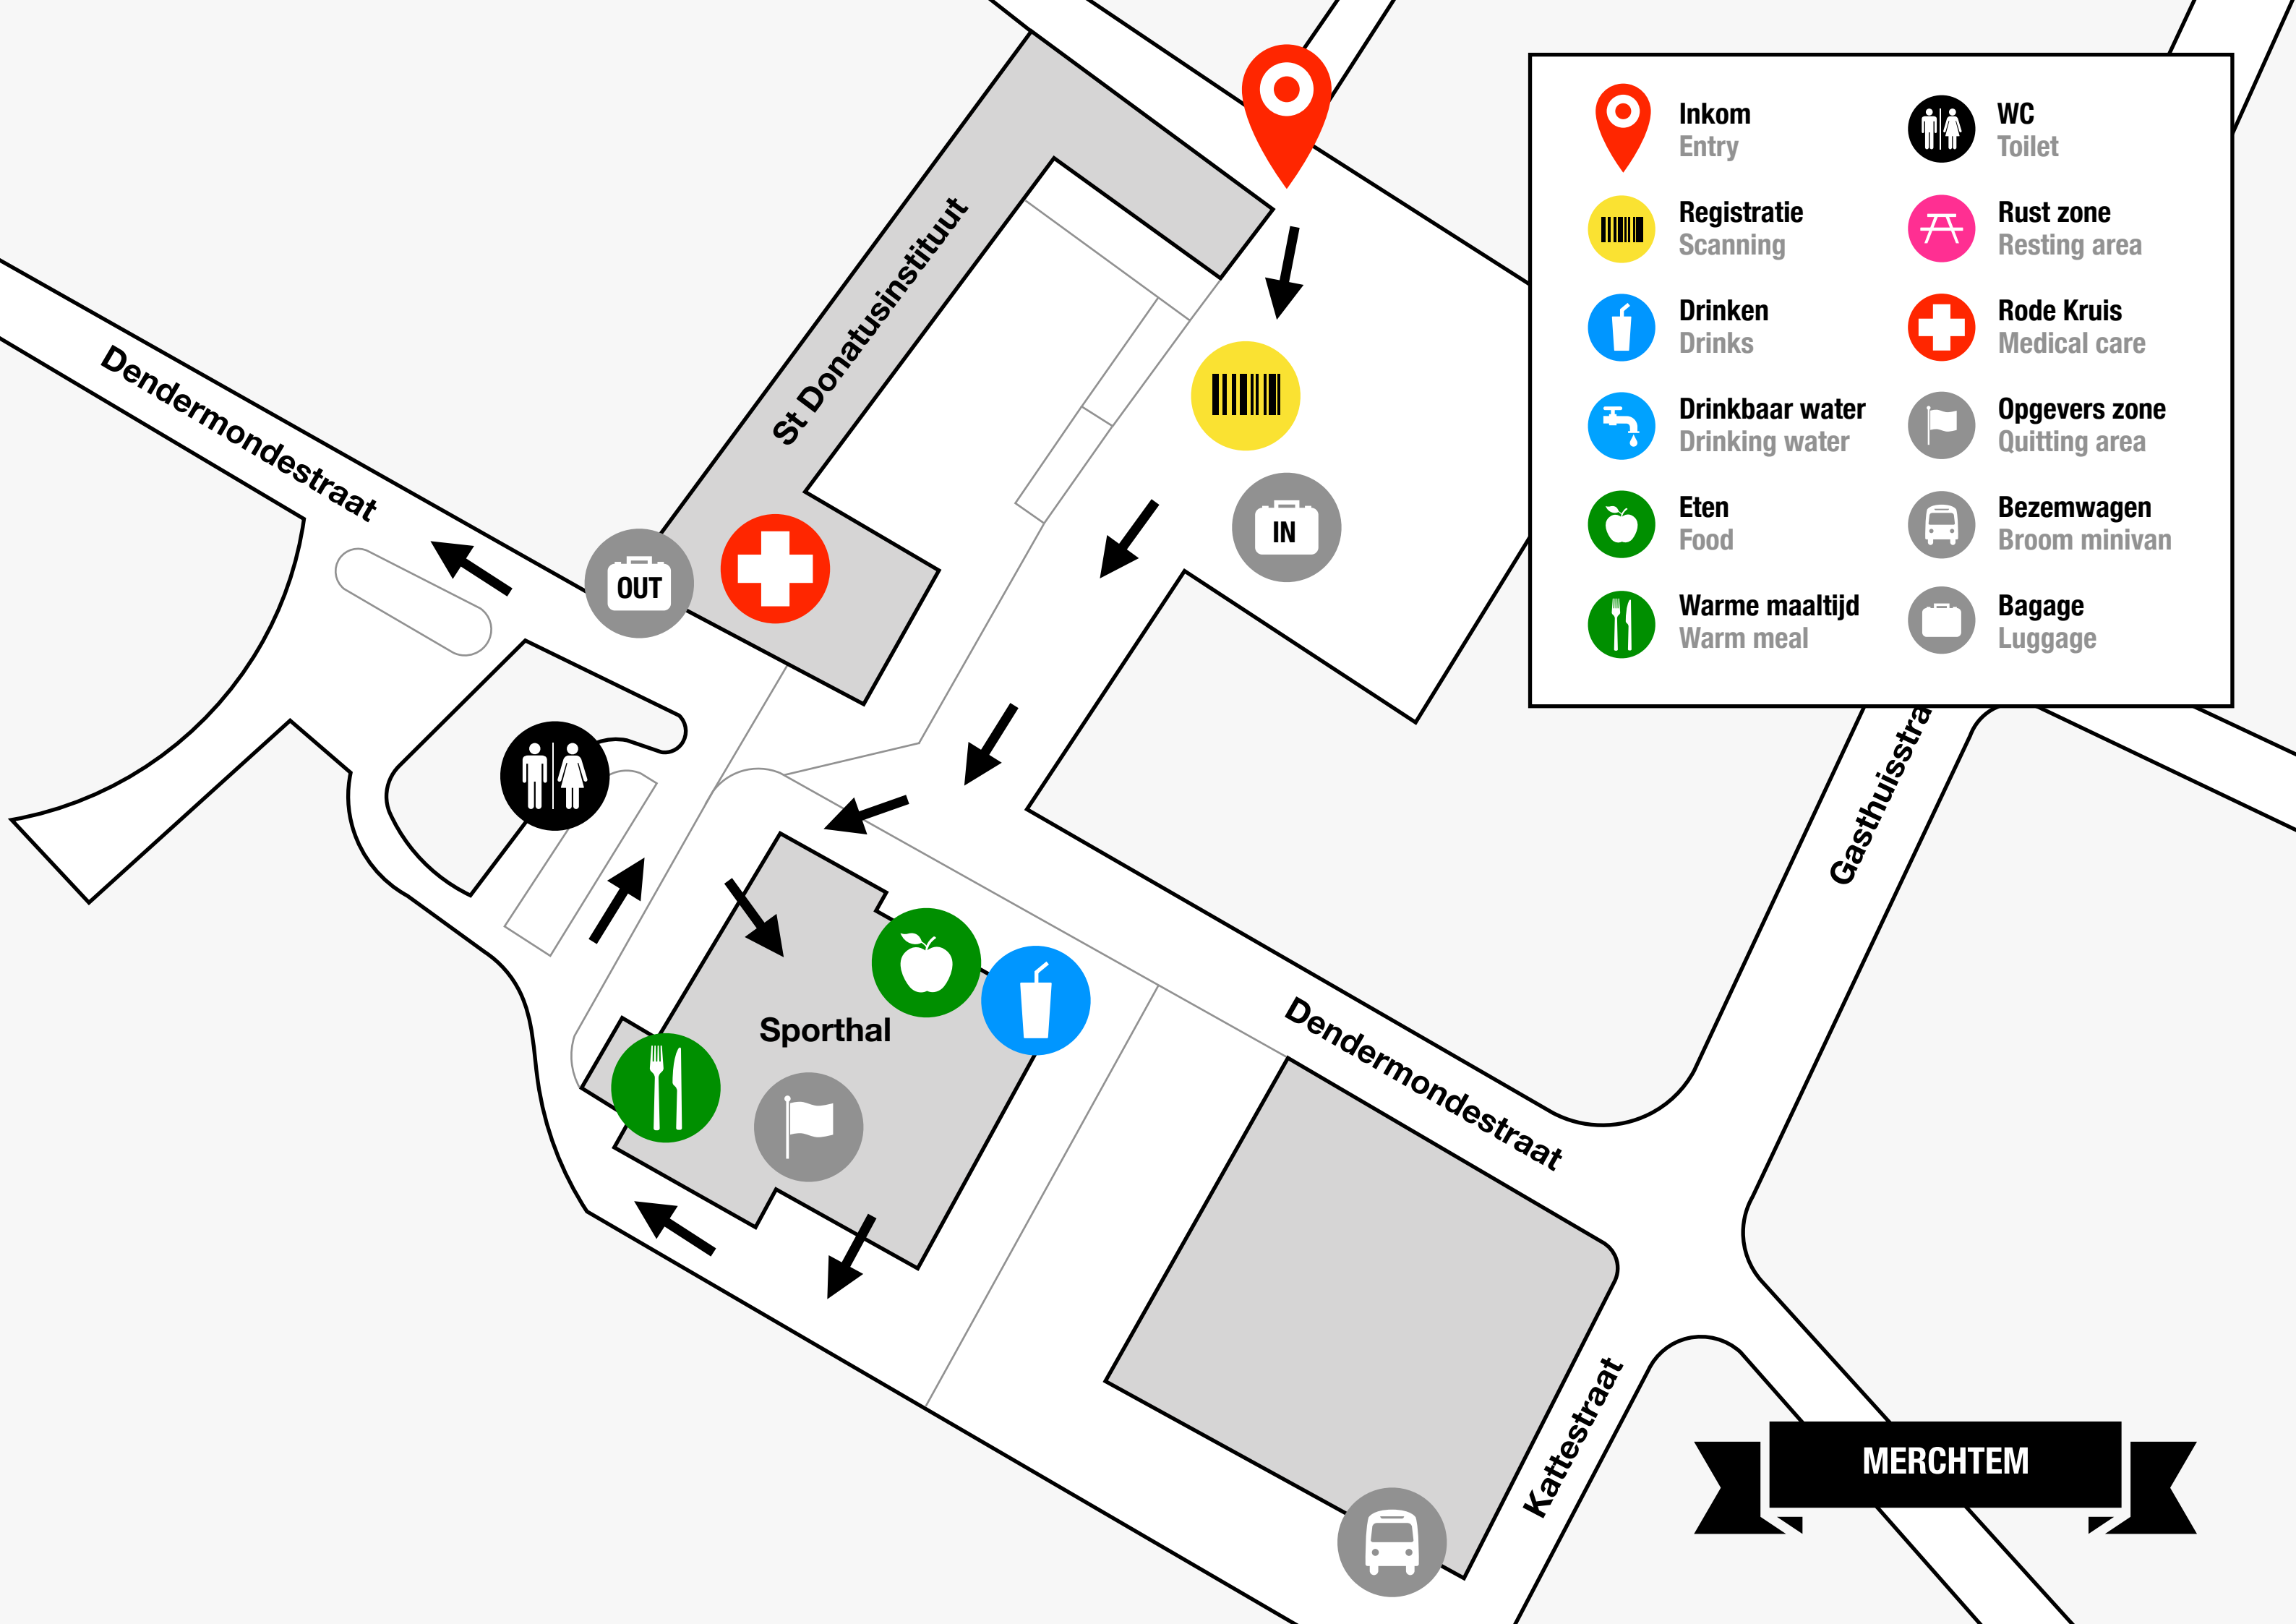 Inkom
Entry
Registratie
Scanning
Drinken
Drinks
Drinkbaar water
Drinking water
Eten
Food
Warme maaltijd
Warm meal
WC
Toilet
Rust zone
Resting area
Rode Kruis
Medical care
Opgevers zone
Quitting area
Bezemwagen
Broom minivan
Bagage
Luggage
St Donatusinstituut
Dendermondestraat
IN
OUT
Gasthuisstra
Sporthal
Dendermondestraat
Kattestraat
MERCHTEM